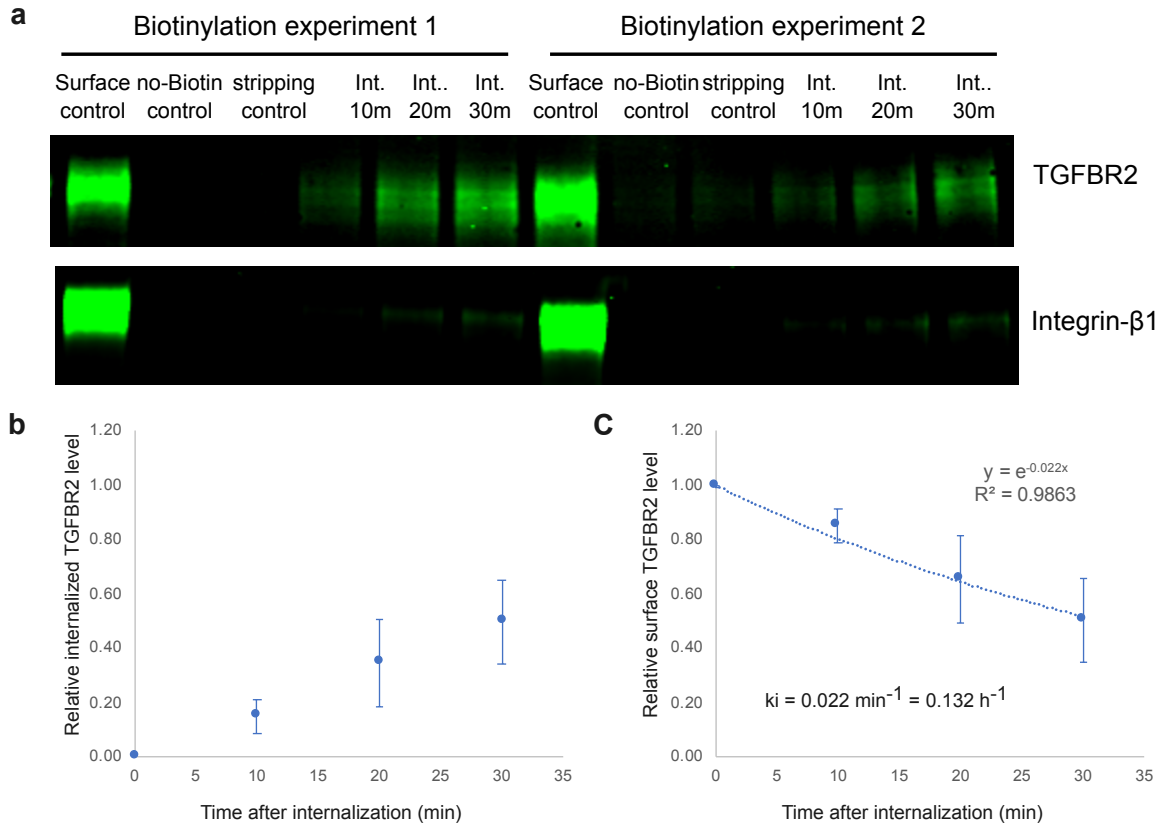 a
Biotinylation experiment 1
Biotinylation experiment 2
Surface control
no-Biotin control
stripping control
Int. 10m
Int.. 20m
Int. 30m
Surface control
no-Biotin control
stripping control
Int. 10m
Int.. 20m
Int.. 30m
TGFBR2
Integrin-β1
b
Relative internalized TGFBR2 level
1.20
1.00
0.80
0.60
0.40
0.20
0.00
0 5 10 15 20 25 30 35
Time after internalization (min)
C
Relative surface TGFBR2 level
1.20
1.00
0.80
0.60
0.40
0.20
0.00
y = e^-0.022x
R² = 0.9863
ki = 0.022 min⁻¹ = 0.132 h⁻¹
0 5 10 15 20 25 30 35
Time after internalization (min)